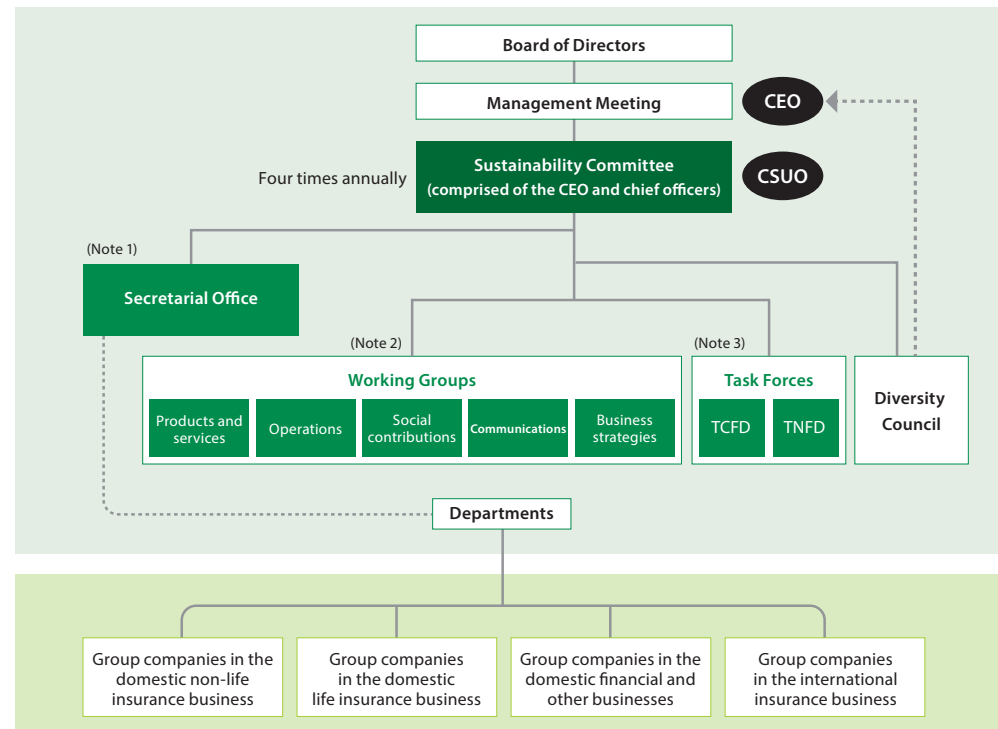 Board of Directors
Management Meeting
CEO
Four times annually
Sustainability Committee
(comprised of the CEO and chief officers)
CSUO
(Note 1)
Secretarial Office
(Note 2)
(Note 3)
Working Groups
Products and
services
Operations
Social
contributions
Communications
Business
strategies
Task Forces
TCFD
TNFD
Diversity
Council
Departments
Group companies in the
domestic non-life
insurance business
Group companies
in the domestic
life insurance business
Group companies in the
domestic financial and
other businesses
Group companies
in the international
insurance business